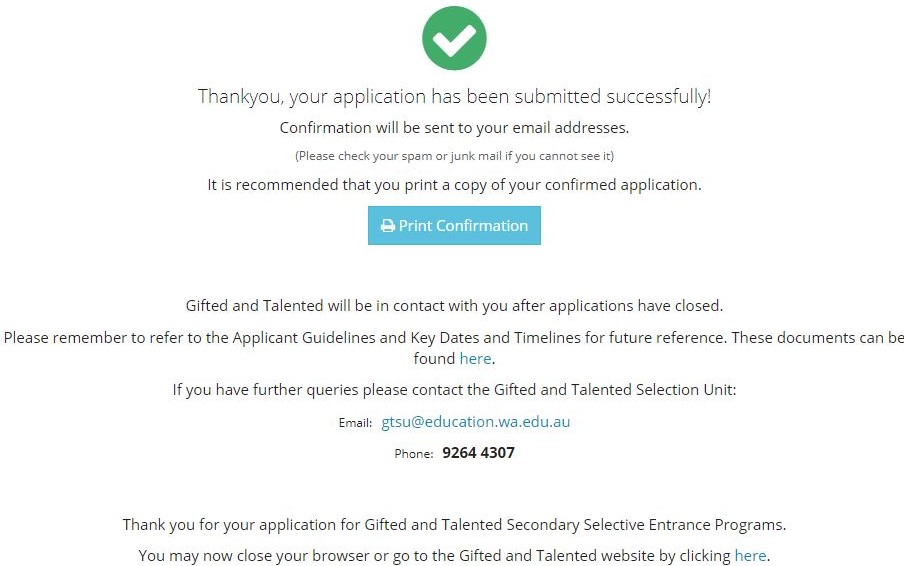 Thankyou, your application has been submitted successfully!
Confirmation will be sent to your email addresses.
(Please check your spam or junk mail if you cannot see it)
It is recommended that you print a copy of your confirmed application.
Print Confirmation
Gifted and Talented will be in contact with you after applications have closed.
Please remember to refer to the Applicant Guidelines and Key Dates and Timelines for future reference. These documents can be
found here.
If you have further queries please contact the Gifted and Talented Selection Unit:
Email: gtsu@education.wa.edu.au
Phone: 9264 4307
Thank you for your application for Gifted and Talented Secondary Selective Entrance Programs.
You may now close your browser or go to the Gifted and Talented website by clicking here.